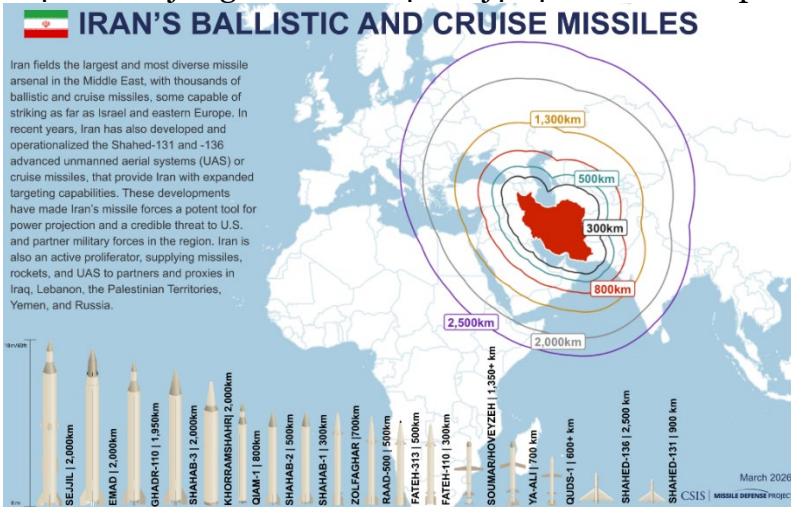 IRAN'S BALLISTIC AND CRUISE MISSILES
Iran fields the largest and most diverse missile
arsenal in the Middle East, with thousands of
ballistic and cruise missiles, some capable of
striking as far as Israel and eastern Europe. In
recent years, Iran has also developed and
operationalized the Shahed-131 and -136
advanced unmanned aerial systems (UAS) or
cruise missiles, that provide Iran with expanded
targeting capabilities. These developments
have made Iran's missile forces a potent tool for
power projection and a credible threat to U.S.
and partner military forces in the region. Iran is
also an active proliferator, supplying missiles,
rockets, and UAS to partners and proxies in
Iraq, Lebanon, the Palestinian Territories,
Yemen, and Russia.
1,300km
500km
300km
800km
2,500km
2,000km
SEJJIL | 2,000km
EMAD | 2,000km
GHADR-110 | 1,950km
SHAHAB-3 | 2,000km
KHORRAMSHAHR| 2,000km
QIAM-1 | 800km
SHAHAB-2 | 500km
SHAHAB-1 | 300km
ZOLFAGHAR |700km
RAAD-500 | 500km
FATEH-313 | 500km
FATEH-110 | 300km
SOUMAR/HOVEYZEH | 1,350+ km
YA-ALI | 700 km
QUDS-1 | 600+ km
SHAHED-136 | 2,500 km
SHAHED-131 | 900 km
March 2026
CSIS | MISSILE DEFENSE PROJECT